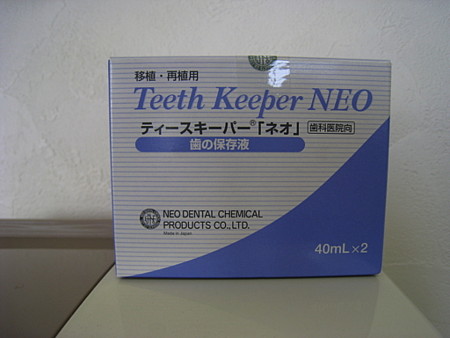 移植・再植用
Teeth Keeper NEO
ティースキーパー®「ネオ」 歯科医院向
歯の保存液
NEO DENTAL CHEMICAL
PRODUCTS CO.,LTD.
Made in Japan
40mL×2